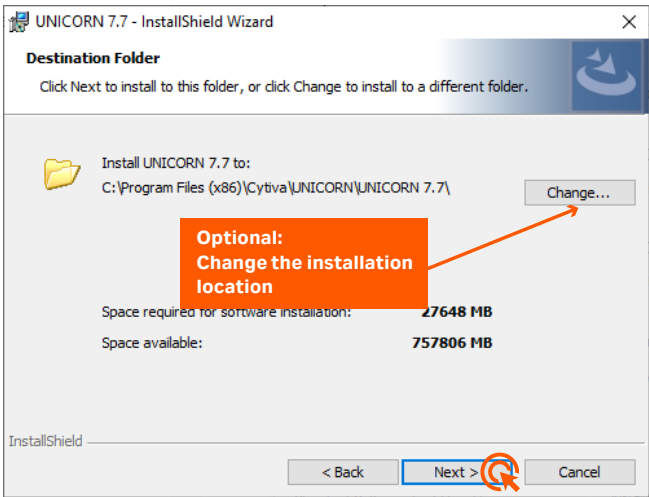 UNICORN 7.7 - InstallShield Wizard
Destination Folder
Click Next to install to this folder, or click Change to install to a different folder.
Install UNICORN 7.7 to:
C:\Program Files (x86)\Cytiva\UNICORN\UNICORN 7.7\
Change...
Optional:
Change the installation
location
Space required for software installation: 27648 MB
Space available: 757806 MB
InstallShield
< Back Next > Cancel